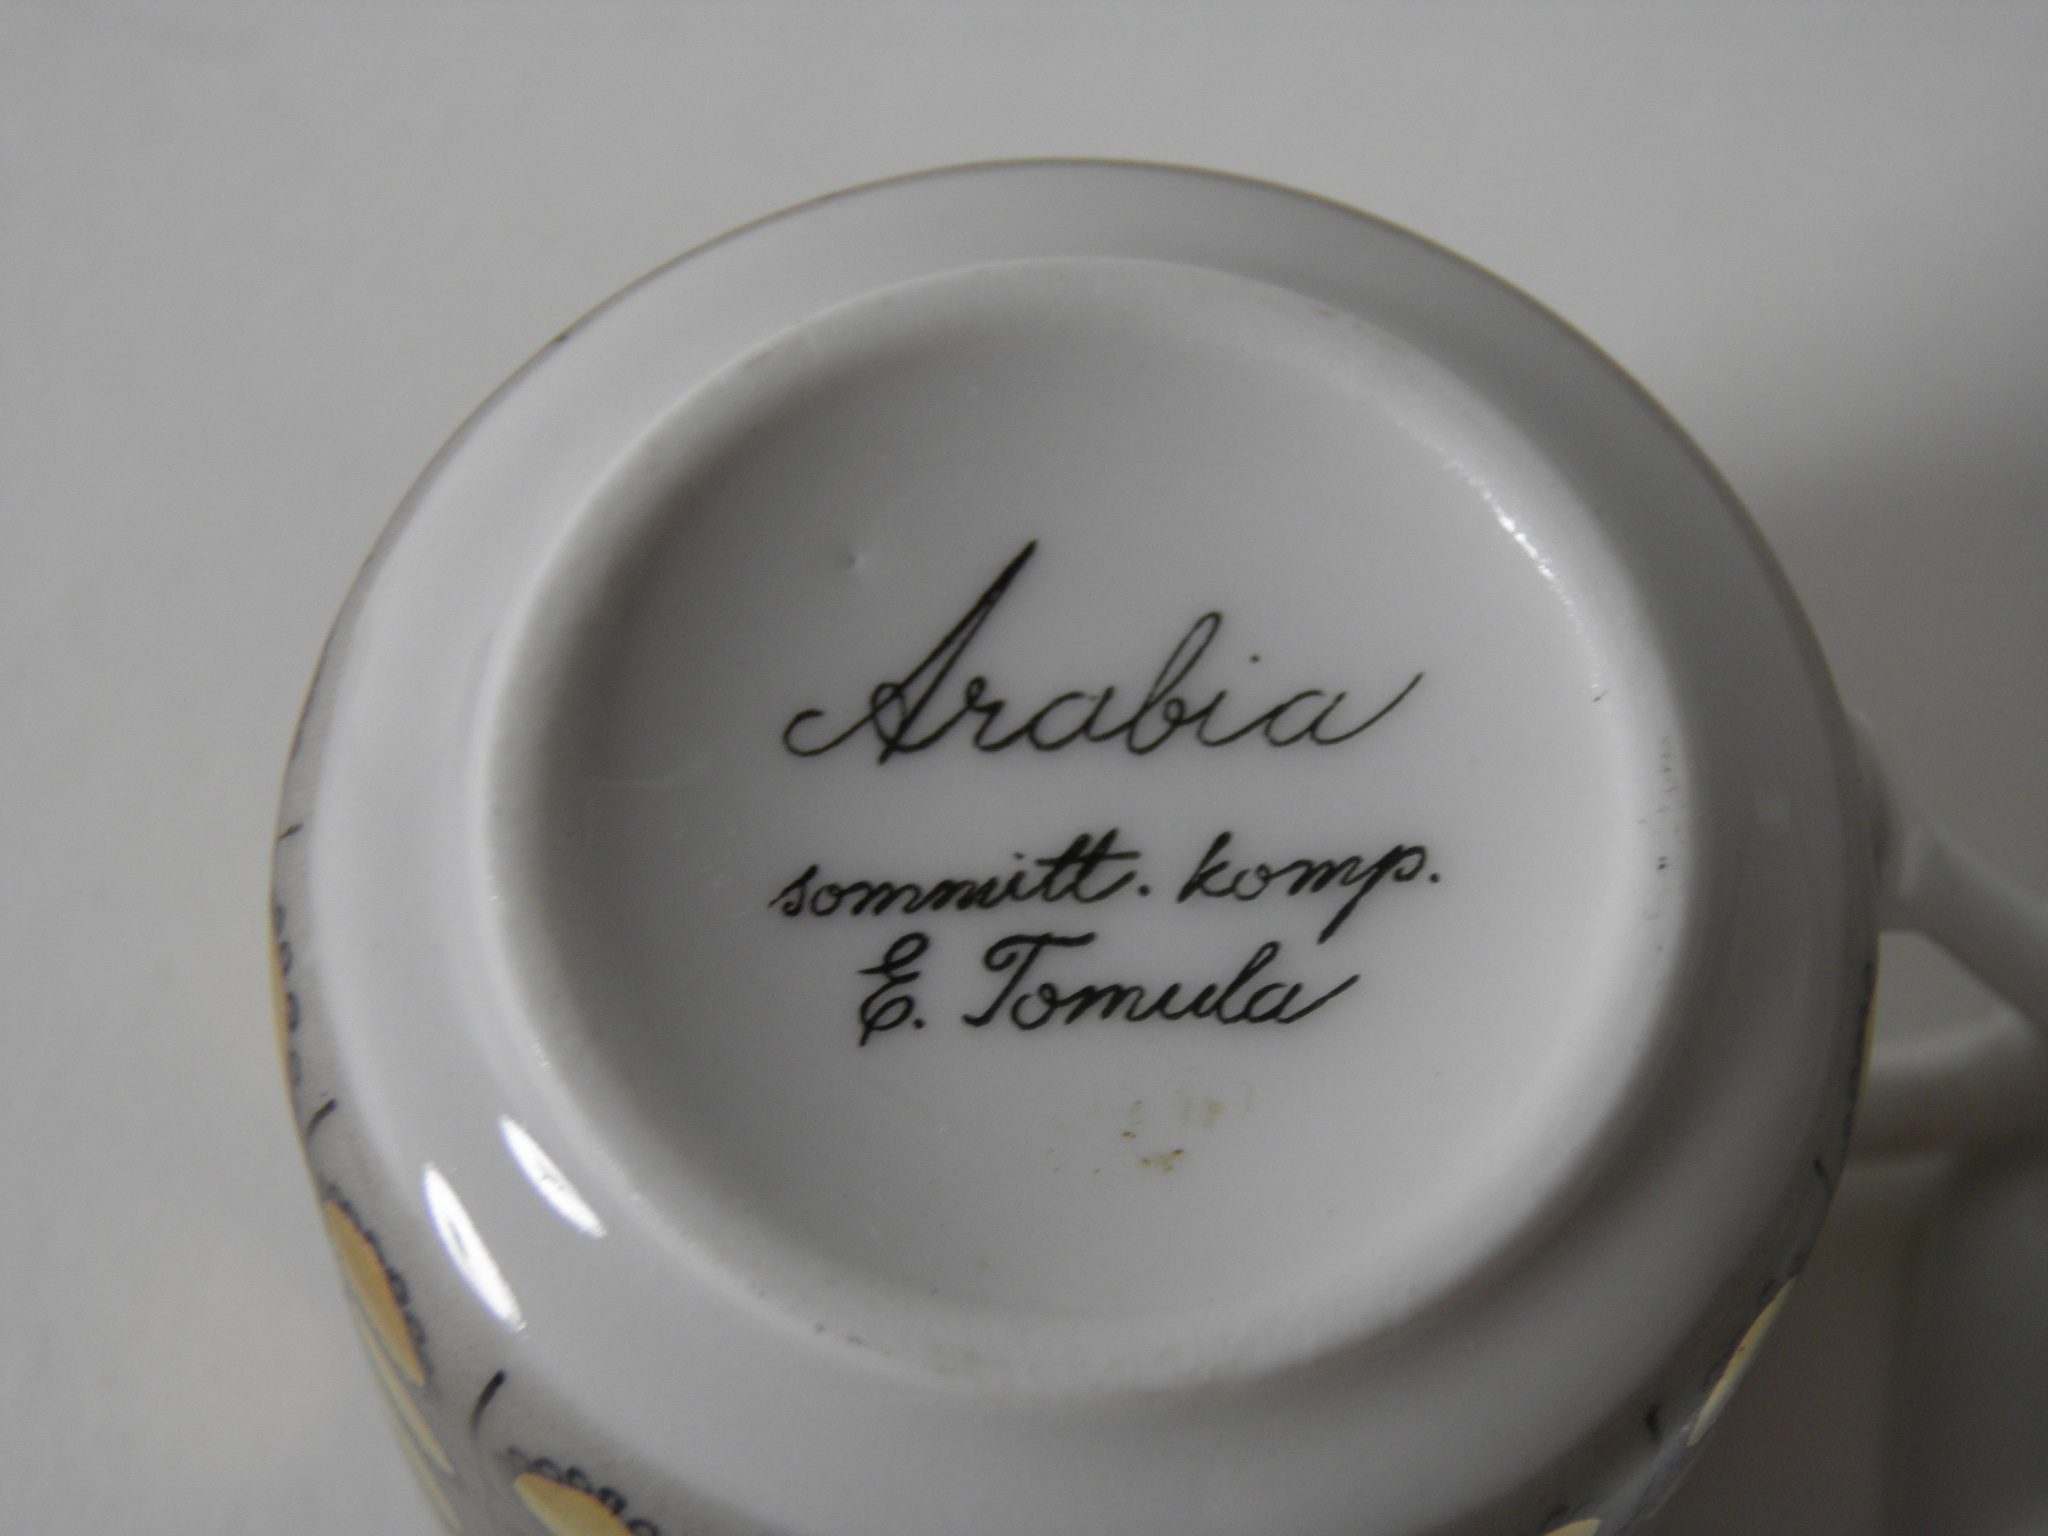 Arabia
sommitt. komp.
E. Tomula